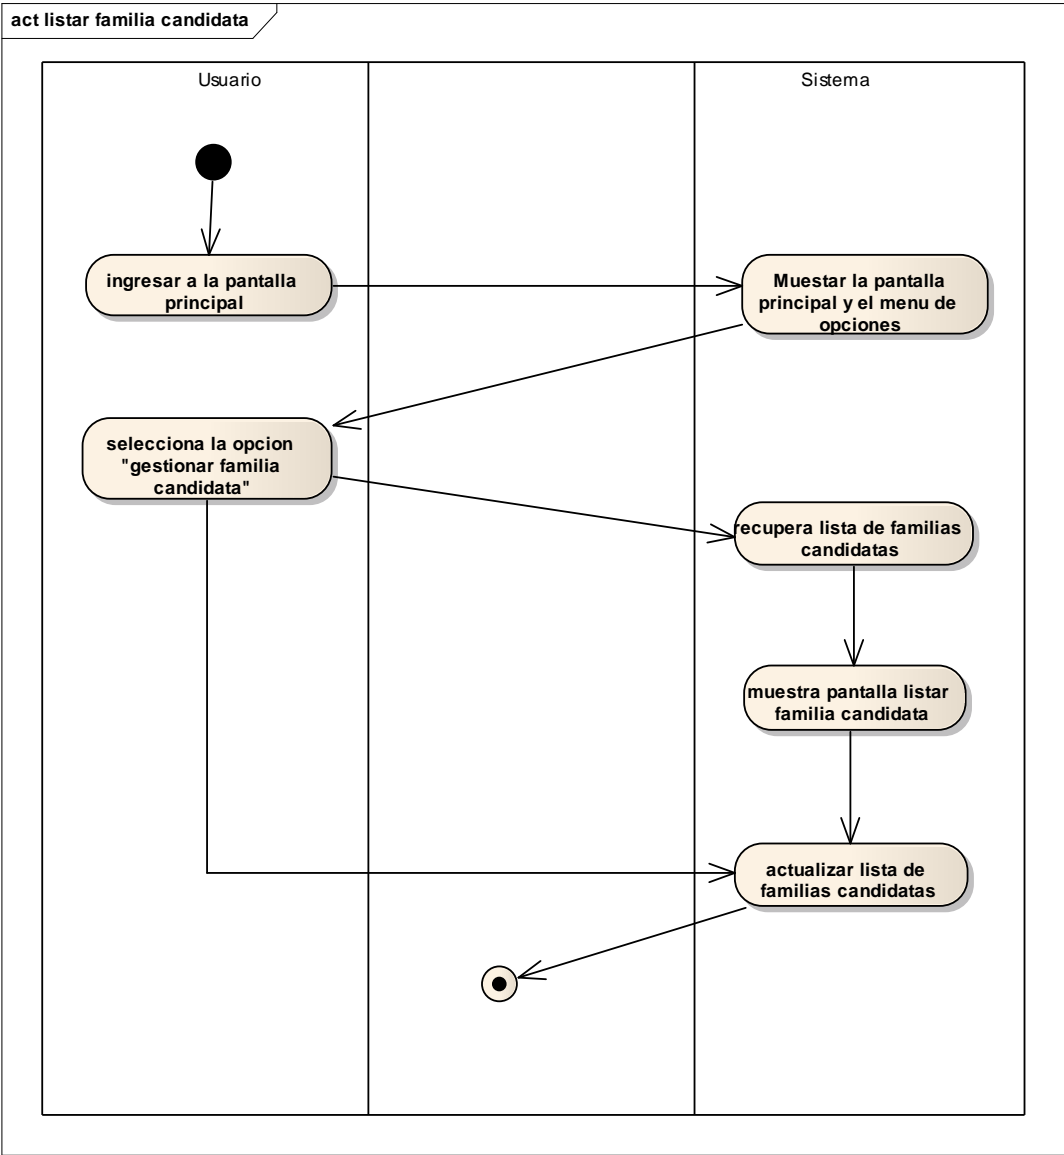 act listar familia candidata
Usuario
Sistema
ingresar a la pantalla
principal
Muestar la pantalla
principal y el menu de
opciones
selecciona la opcion
"gestionar familia
candidata"
recupera lista de familias
candidatas
muestra pantalla listar
familia candidata
actualizar lista de
familias candidatas